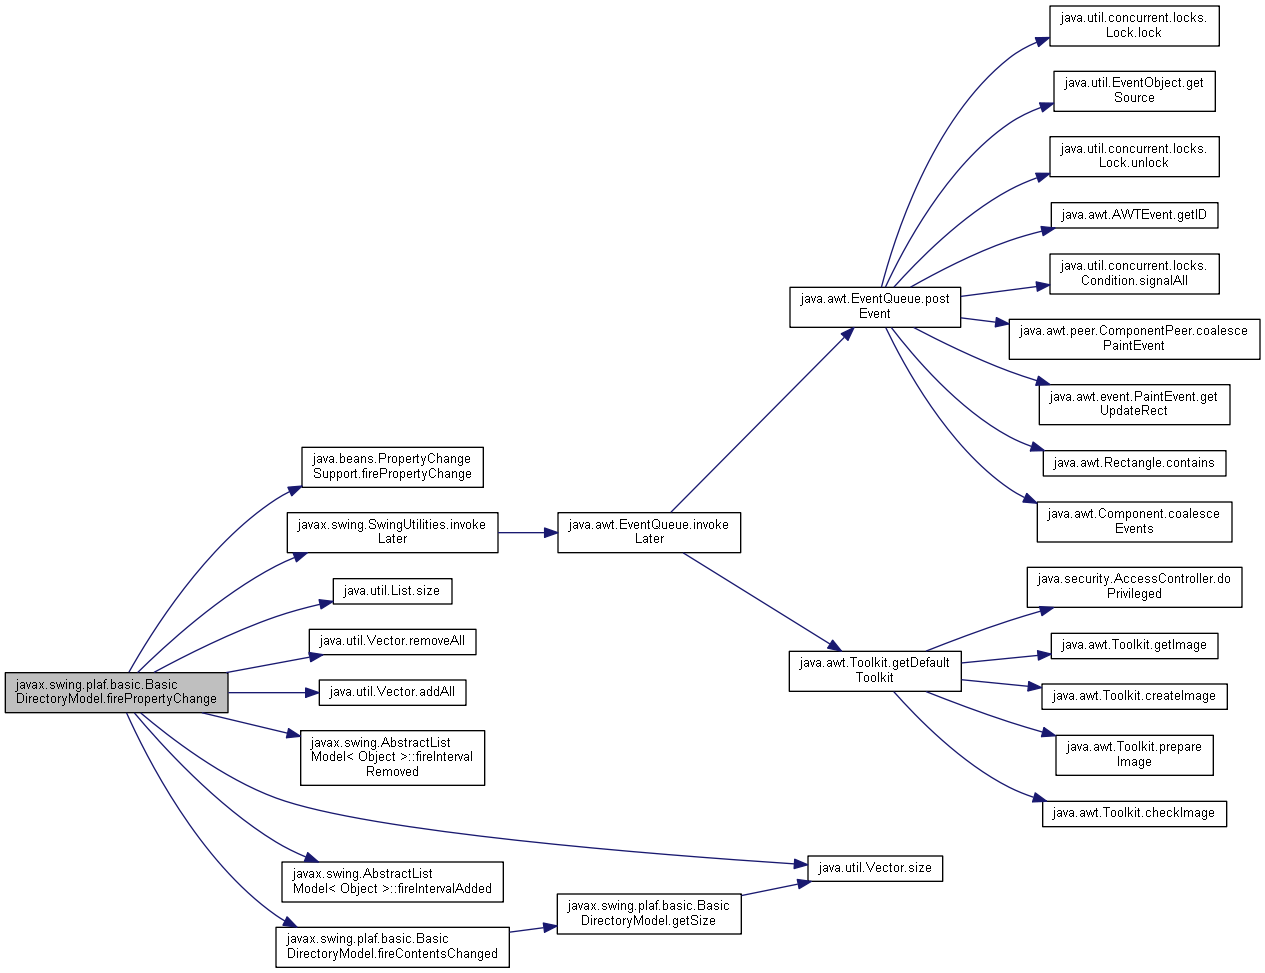 java.util.concurrent.locks.
Lock.lock
java.util.EventObject.get
Source
java.util.concurrent.locks.
Lock.unlock
java.awt.AWTEvent.getID
java.util.concurrent.locks.
Condition.signalAll
java.awt.EventQueue.post
Event
java.awt.peer.ComponentPeer.coalesce
PaintEvent
java.awt.event.PaintEvent.get
UpdateRect
java.awt.Rectangle.contains
java.awt.Component.coalesce
Events
java.beans.PropertyChange
Support.firePropertyChange
javax.swing.SwingUtilities.invoke
Later
java.awt.EventQueue.invoke
Later
java.util.List.size
java.security.AccessController.do
Privileged
java.util.Vector.removeAll
java.awt.Toolkit.getImage
java.awt.Toolkit.getDefault
Toolkit
javax.swing.plaf.basic.Basic
DirectoryModel.firePropertyChange
java.util.Vector.addAll
java.awt.Toolkit.createImage
javax.swing.AbstractList
Model< Object >::fireInterval
Removed
java.awt.Toolkit.prepare
Image
java.awt.Toolkit.checkImage
java.util.Vector.size
javax.swing.AbstractList
Model< Object >::fireIntervalAdded
javax.swing.plaf.basic.Basic
DirectoryModel.getSize
javax.swing.plaf.basic.Basic
DirectoryModel.fireContentsChanged